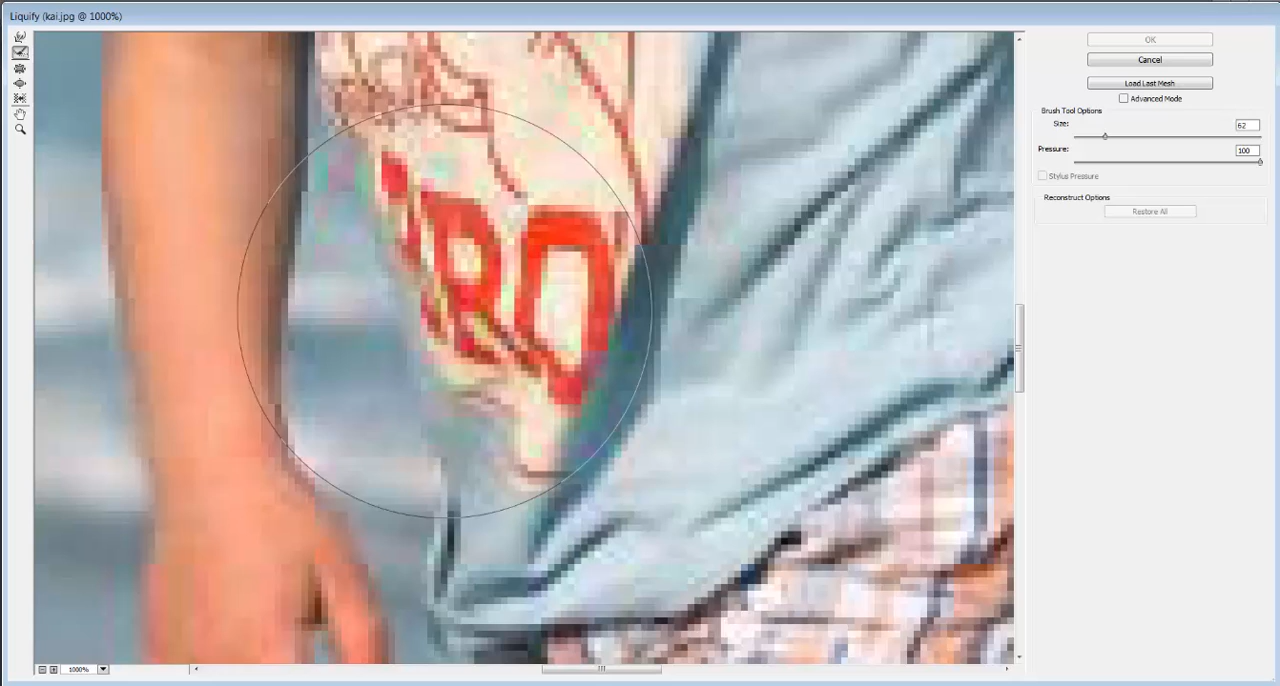 Liquify (kai.jpg @ 1000%)
OK
Cancel
Load Last Mesh
Advanced Mode
Brush Tool Options
Size:
62
Pressure:
100
Stylus Pressure
Reconstruct Options
Restore All
1000%